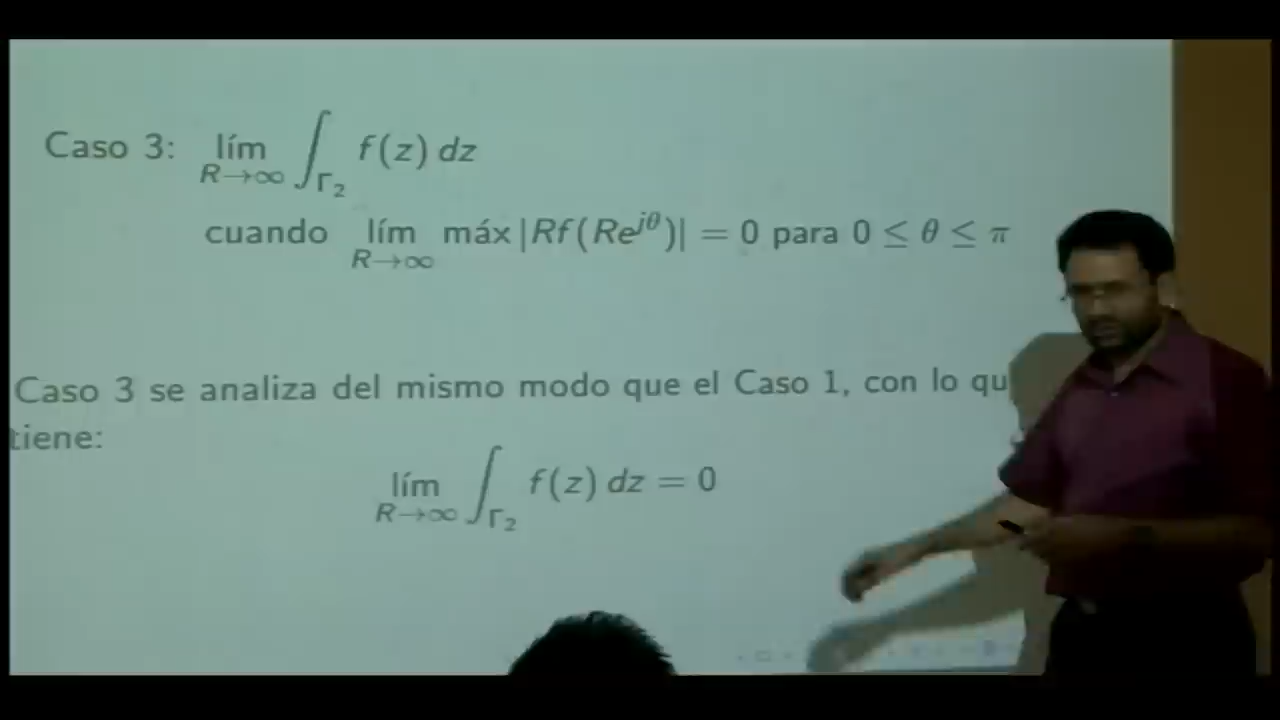 Caso 3: lím_{R→∞} ∫_{Γ₂} f(z) dz
cuando lím_{R→∞} máx |Rf(Re^{jθ})| = 0 para 0 ≤ θ ≤ π
Caso 3 se analiza del mismo modo que el Caso 1, con lo qu
tiene:
lím_{R→∞} ∫_{Γ₂} f(z) dz = 0